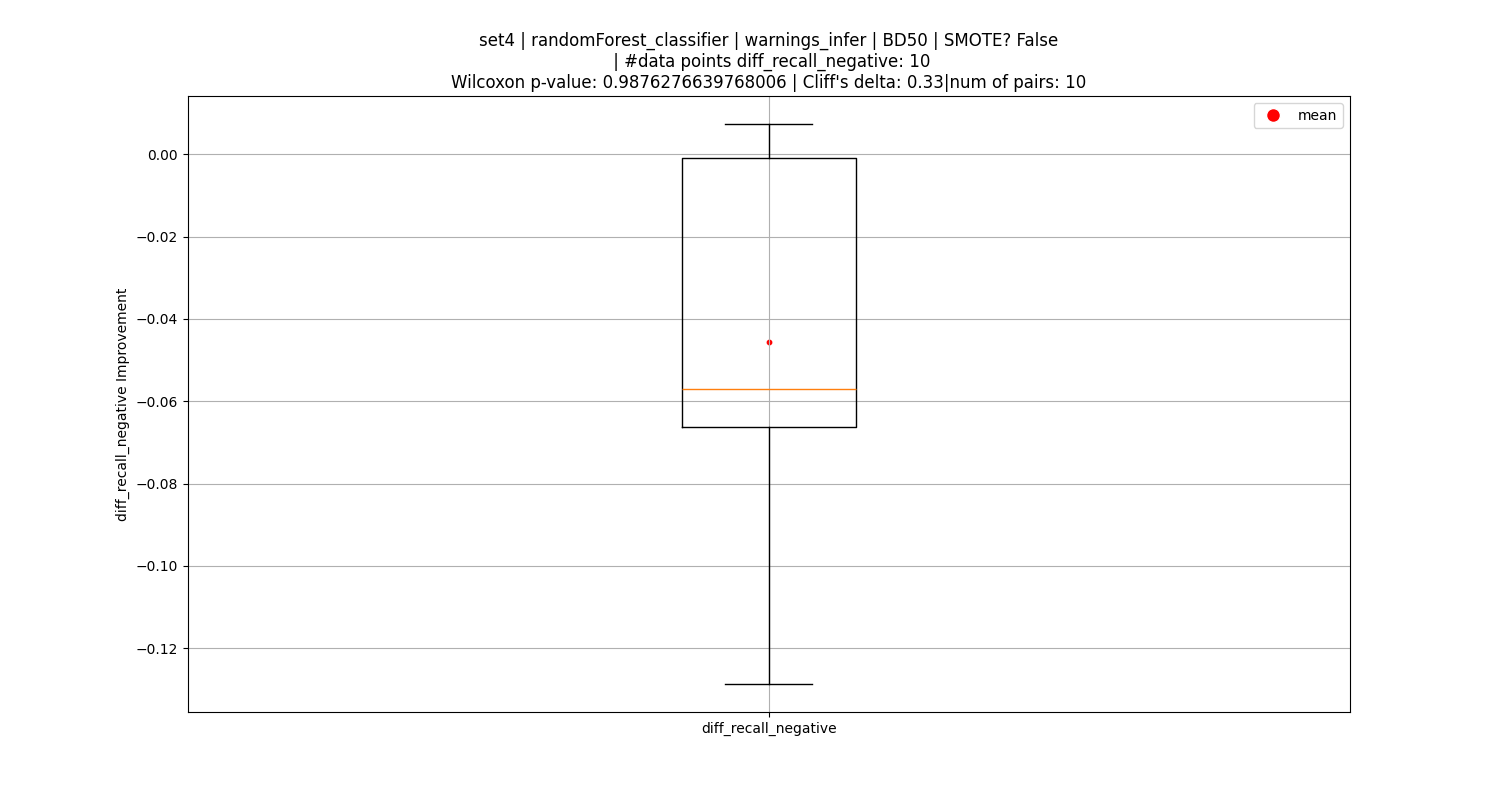 set4 | randomForest_classifier | warnings_infer | BD50 | SMOTE? False
| #data points diff_recall_negative: 10
Wilcoxon p-value: 0.9876276639768006 | Cliff's delta: 0.33|num of pairs: 10
mean
0.00
−0.02
−0.04
−0.06
−0.08
−0.10
−0.12
diff_recall_negative Improvement
diff_recall_negative